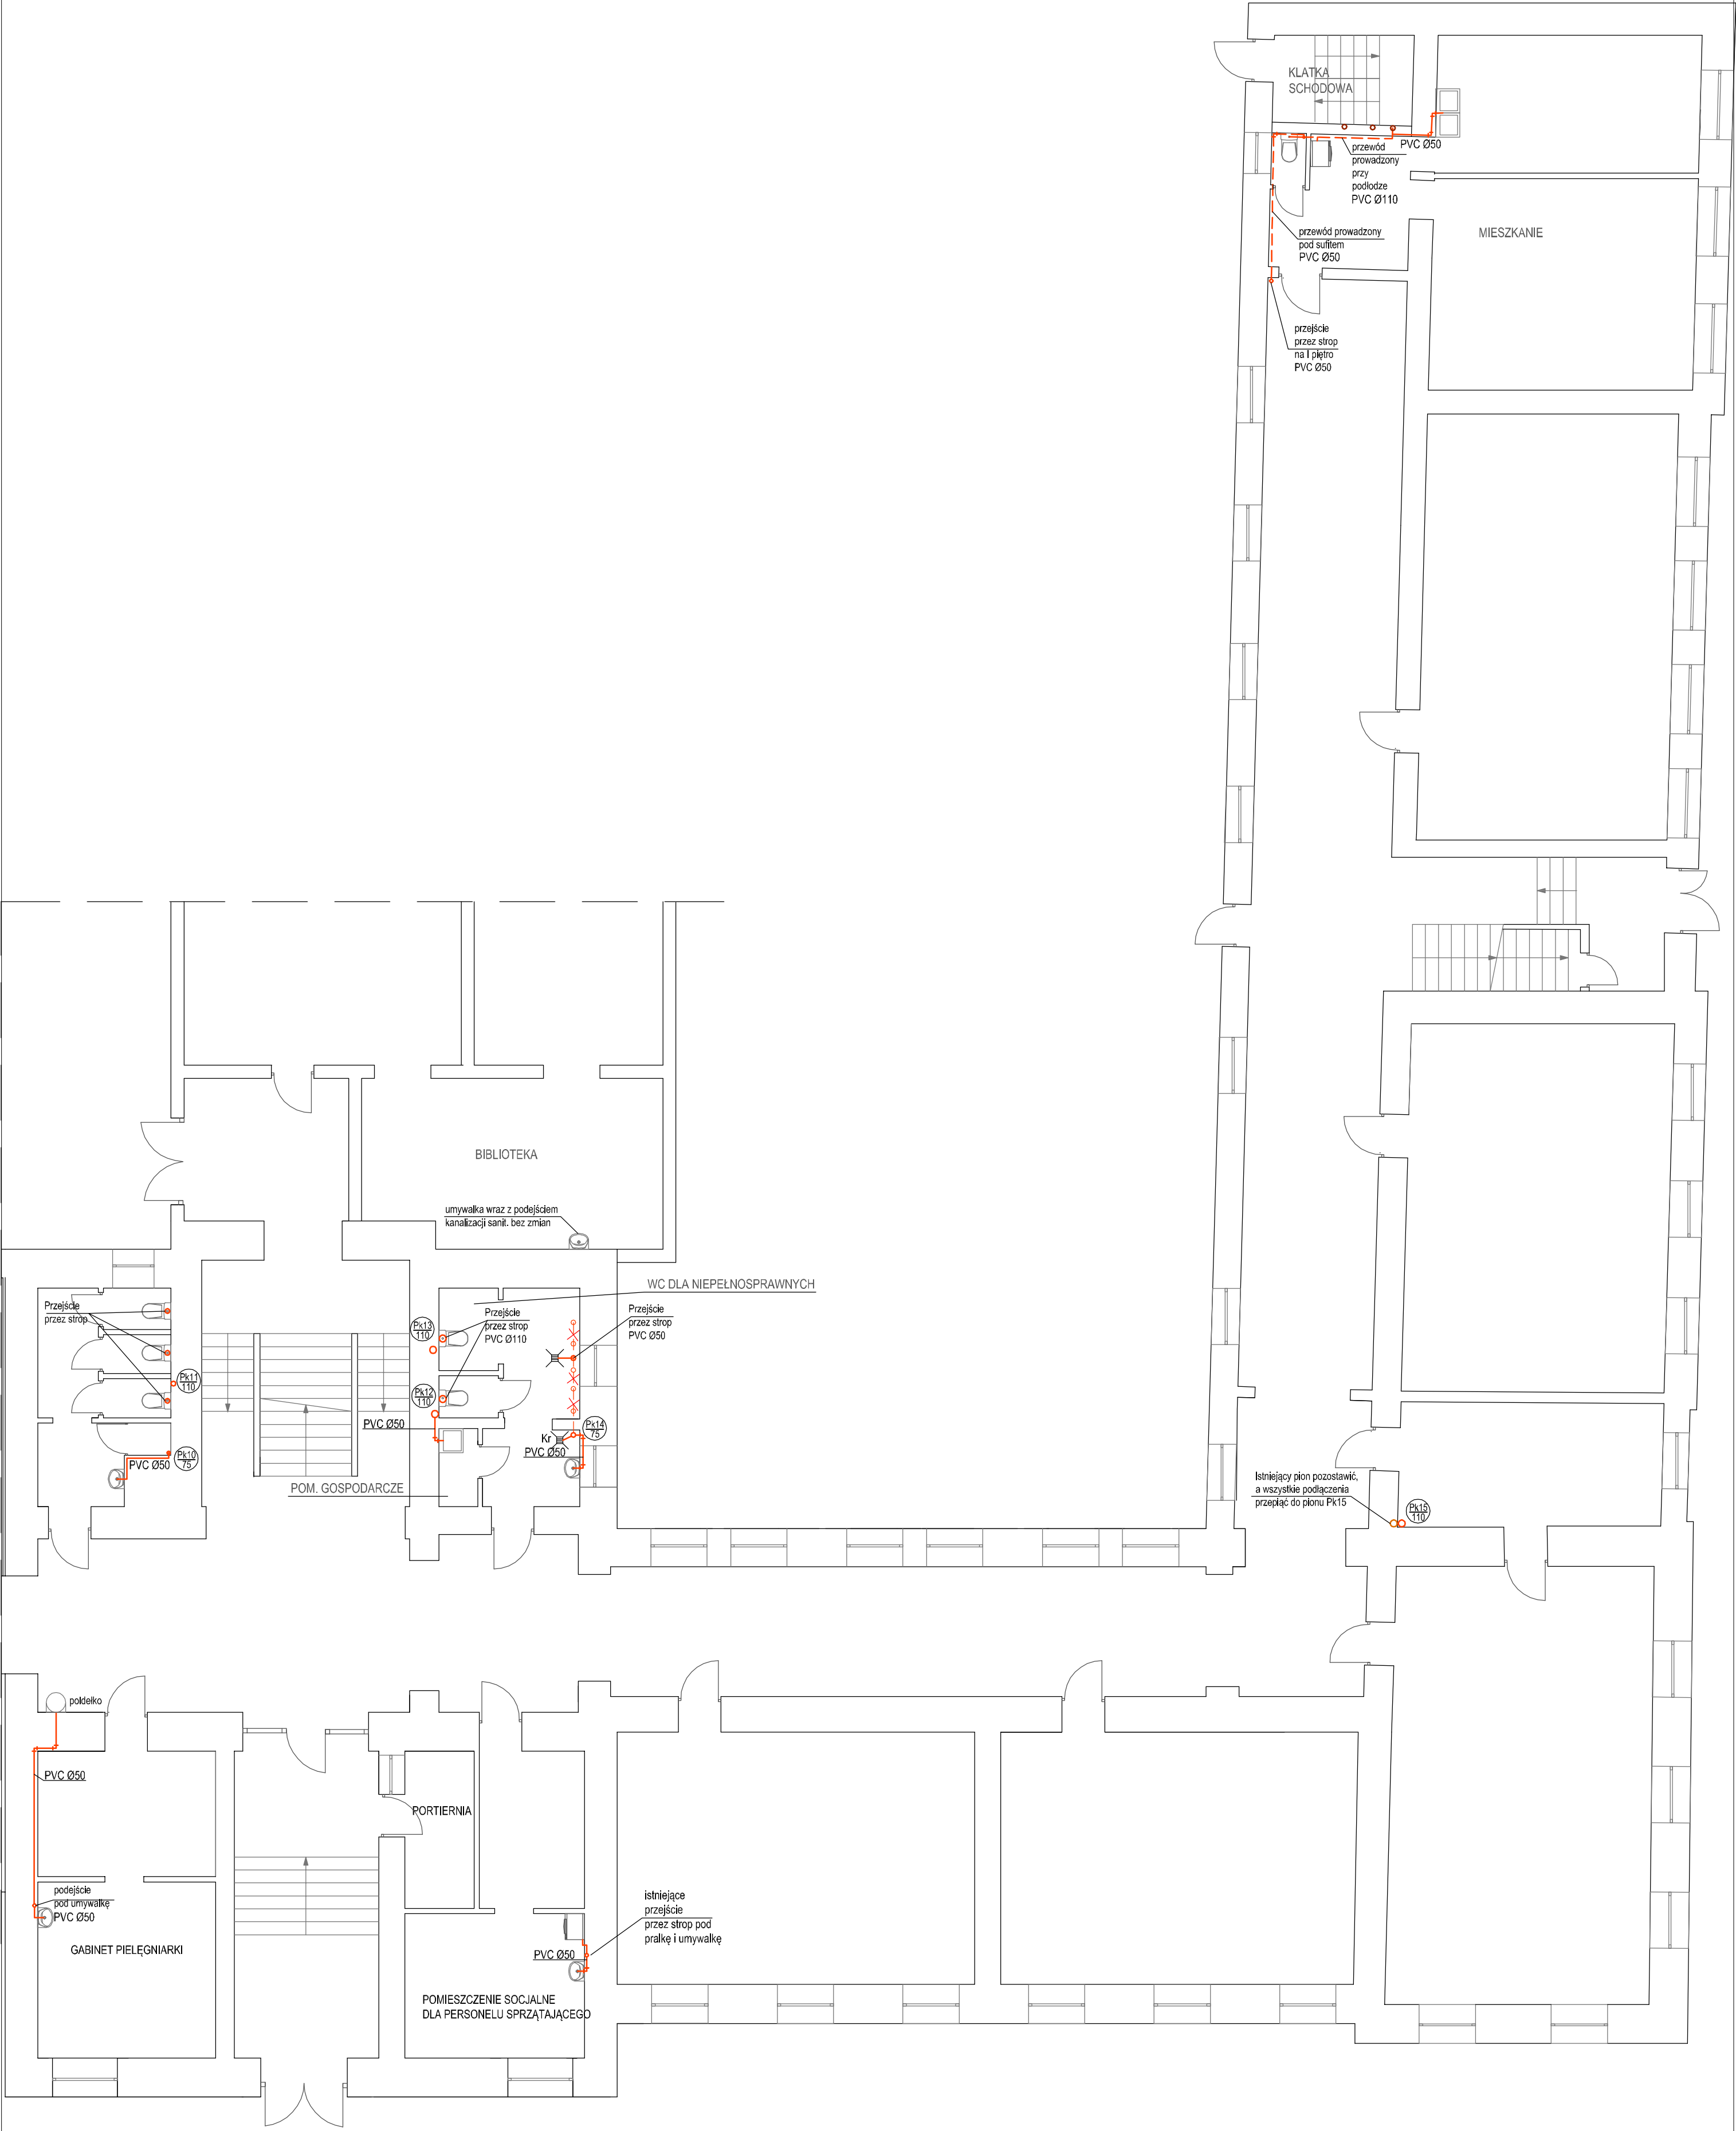 KLATKA
SCHODOWA
PVC Ø50
przewód
prowadzony
przy
podłodze
PVC Ø110
MIESZKANIE
przewód prowadzony
pod sufitem
PVC Ø50
przejście
przez strop
na I piętro
PVC Ø50
BIBLIOTEKA
umywalka wraz z podejściem
kanalizacji sanit. bez zmian
WC DLA NIEPEŁNOSPRAWNYCH
Przejście
przez strop
Pk13
110
Przejście
przez strop
PVC Ø110
Przejście
przez strop
PVC Ø50
Pk11
110
Pk12
110
PVC Ø50
Pk14
75
Kr
PVC Ø50
Pk10
75
PVC Ø50
POM. GOSPODARCZE
Istniejący pion pozostawić,
a wszystkie podłączenia
przepiąć do pionu Pk15
Pk15
110
poidełko
PVC Ø50
PORTIERNIA
podejście
pod umywalkę
PVC Ø50
GABINET PIELĘGNIARKI
istniejące
przejście
przez strop pod
pralkę i umywalkę
PVC Ø50
POMIESZCZENIE SOCJALNE
DLA PERSONELU SPRZĄTAJĄCEGO